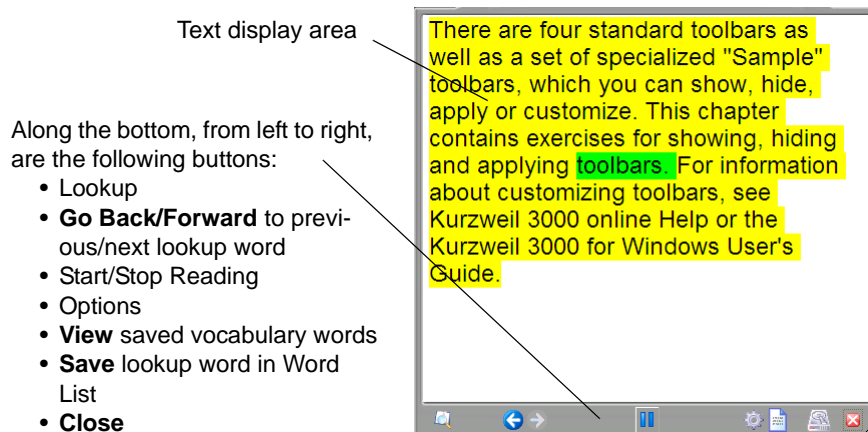 Text display area
Along the bottom, from left to right,
are the following buttons:
• Lookup
• Go Back/Forward to previ-
ous/next lookup word
• Start/Stop Reading
• Options
• View saved vocabulary words
• Save lookup word in Word
List
• Close
There are four standard toolbars as
well as a set of specialized "Sample"
toolbars, which you can show, hide,
apply or customize. This chapter
contains exercises for showing, hiding
and applying toolbars. For information
about customizing toolbars, see
Kurzweil 3000 online Help or the
Kurzweil 3000 for Windows User's
Guide.